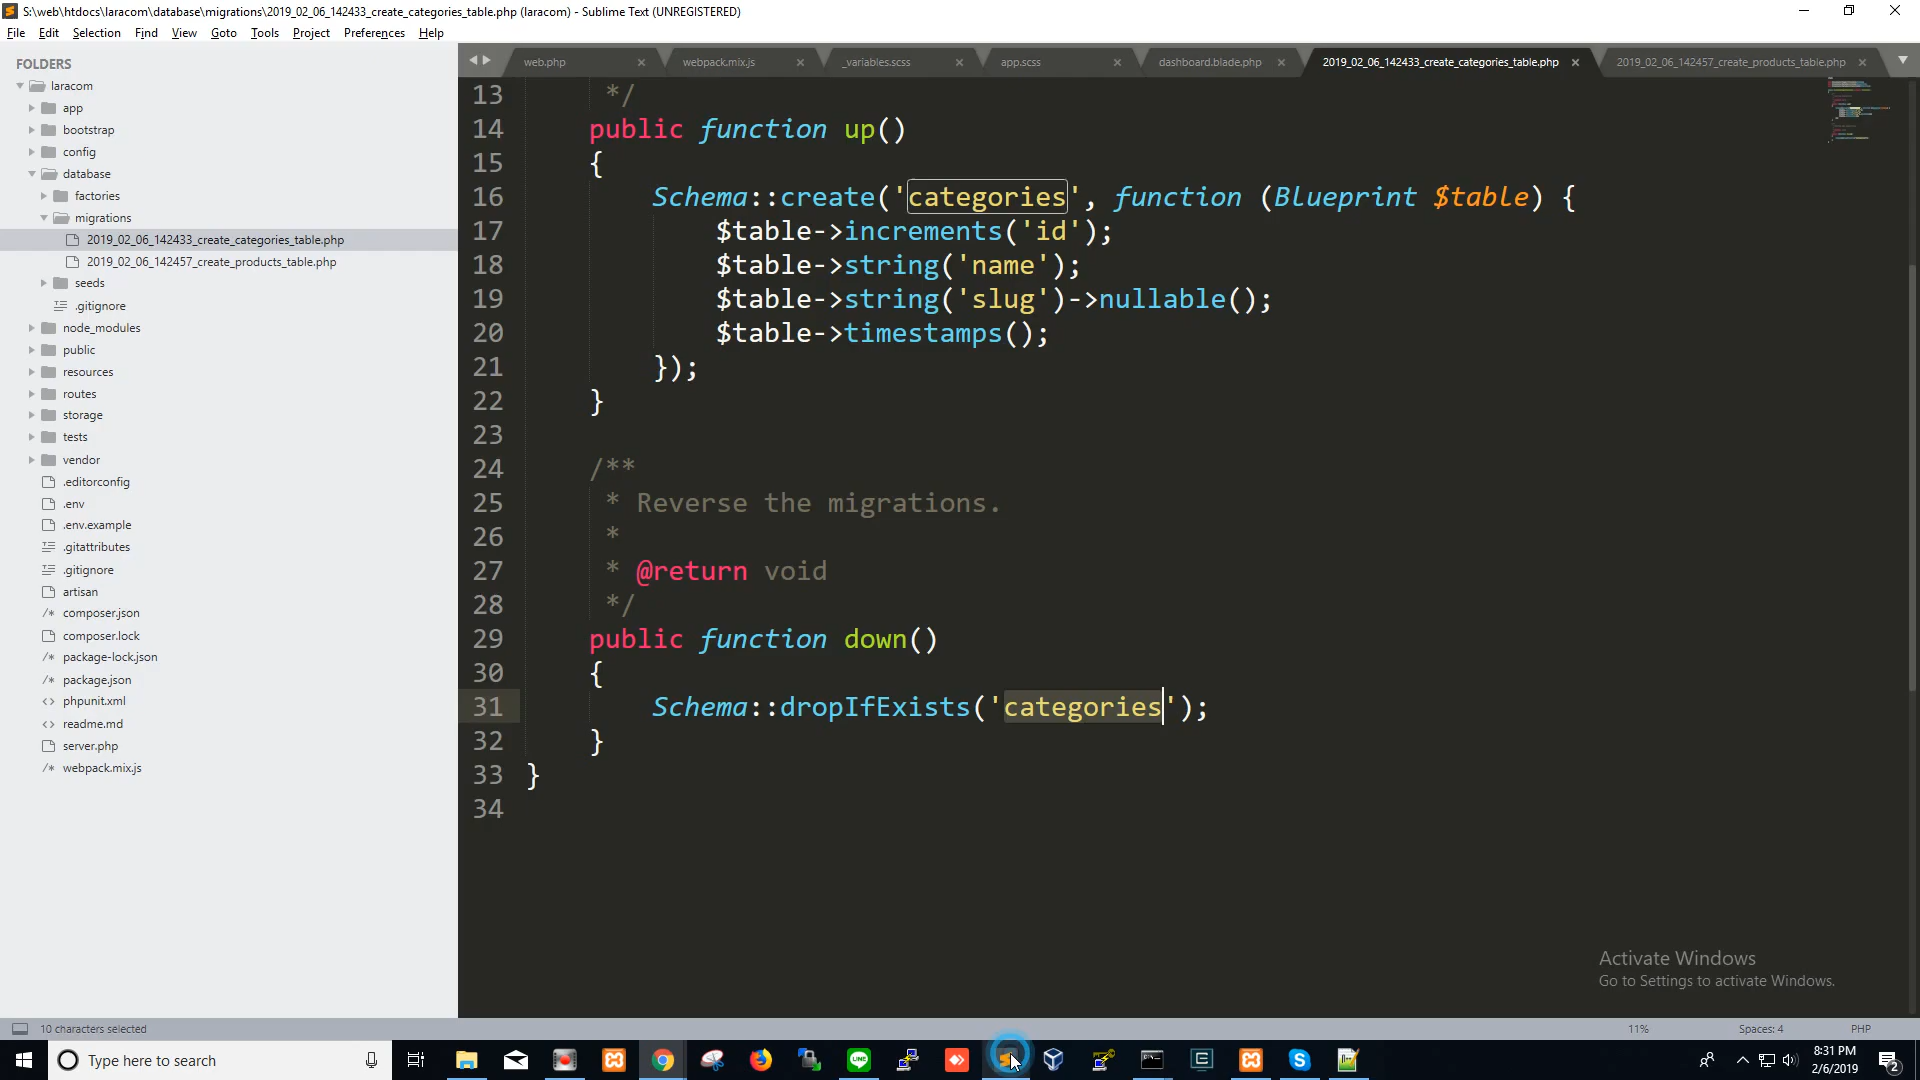 S:\web\htdocs\laracom\database\migrations\2019_02_06_142433_create_categories_table.php (laracom) - Sublime Text (UNREGISTERED)
File Edit Selection Find View Goto Tools Project Preferences Help
FOLDERS
laracom
app
bootstrap
config
database
factories
migrations
2019_02_06_142433_create_categories_table.php
2019_02_06_142457_create_products_table.php
seeds
.gitignore
node_modules
public
resources
routes
storage
tests
vendor
.editorconfig
.env
.env.example
.gitattributes
.gitignore
artisan
/* composer.json
composer.lock
/* package-lock.json
/* package.json
<> phpunit.xml
<> readme.md
<> server.php
/* webpack.mix.js
web.php webpack.mix.js _variables.scss app.scss dashboard.blade.php 2019_02_06_142433_create_categories_table.php 2019_02_06_142457_create_products_table.php
13 */
14 public function up()
15 {
16 Schema::create('categories', function (Blueprint $table) {
17 $table->increments('id');
18 $table->string('name');
19 $table->string('slug')->nullable();
20 $table->timestamps();
21 });
22 }
23
24 /**
25 * Reverse the migrations.
26 *
27 * @return void
28 */
29 public function down()
30 {
31 Schema::dropIfExists('categories');
32 }
33 }
34
Activate Windows
Go to Settings to activate Windows.
10 characters selected 11% Spaces: 4 PHP
Type here to search
8:31 PM
2/6/2019
2